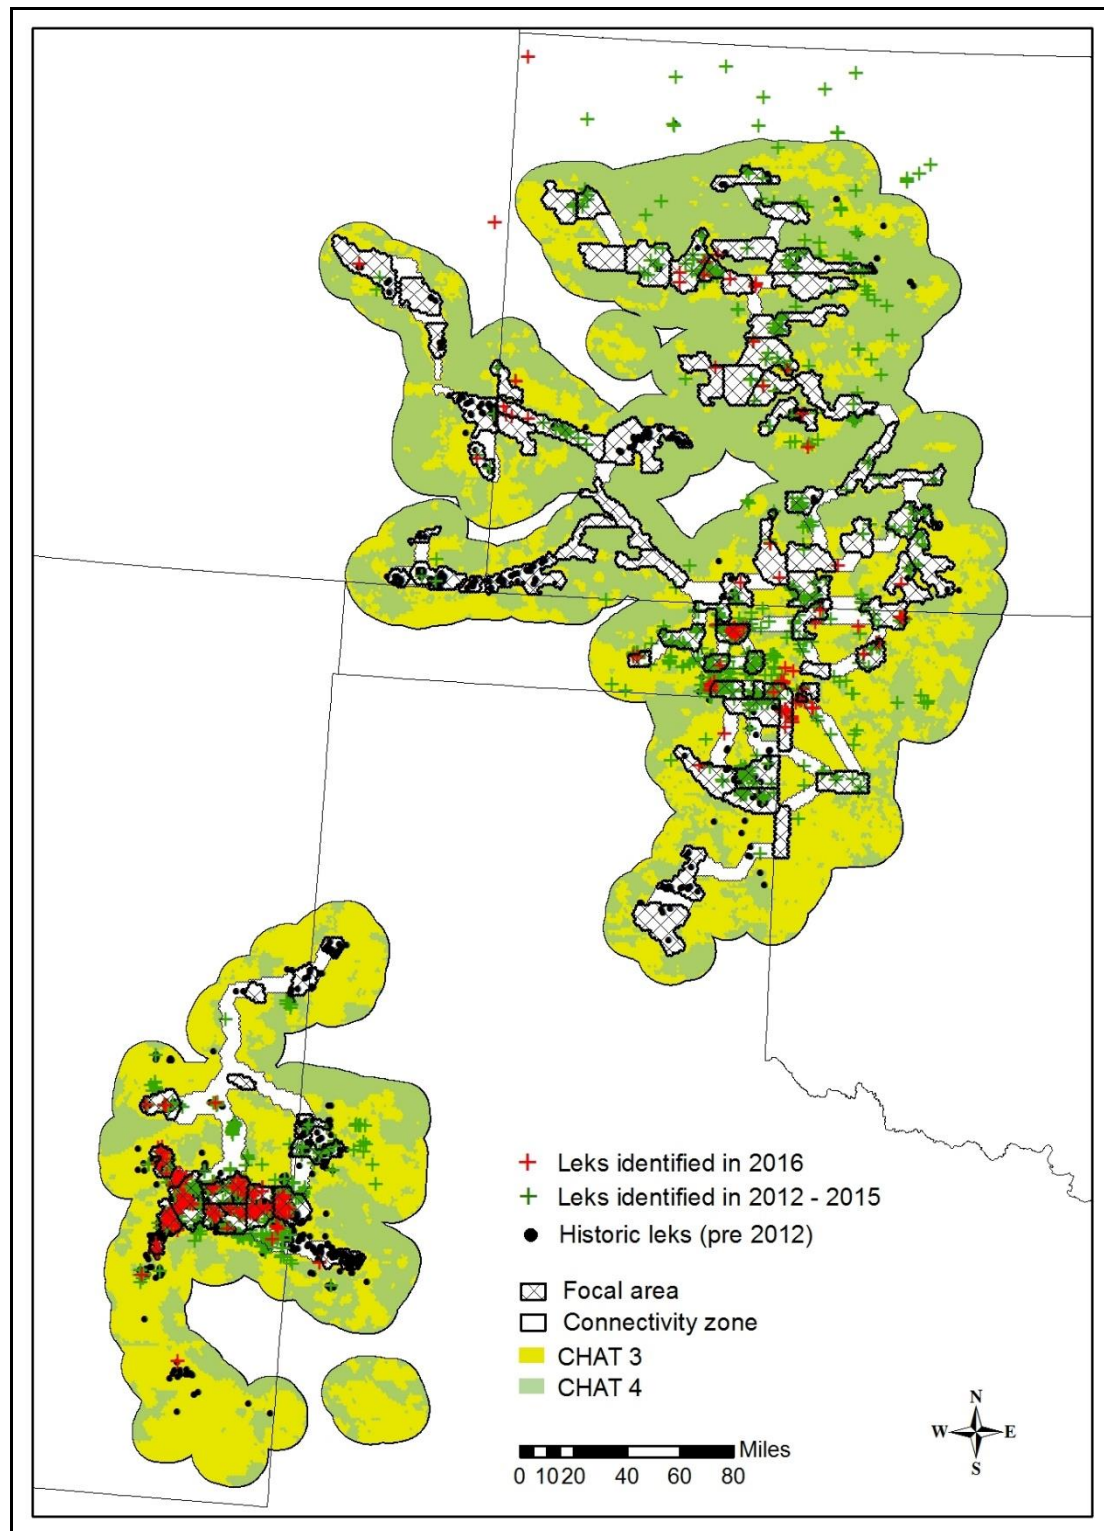 Leks identified in 2016
Leks identified in 2012 - 2015
Historic leks (pre 2012)
Focal area
Connectivity zone
CHAT 3
CHAT 4
N
W E
S
Miles
0 10 20 40 60 80